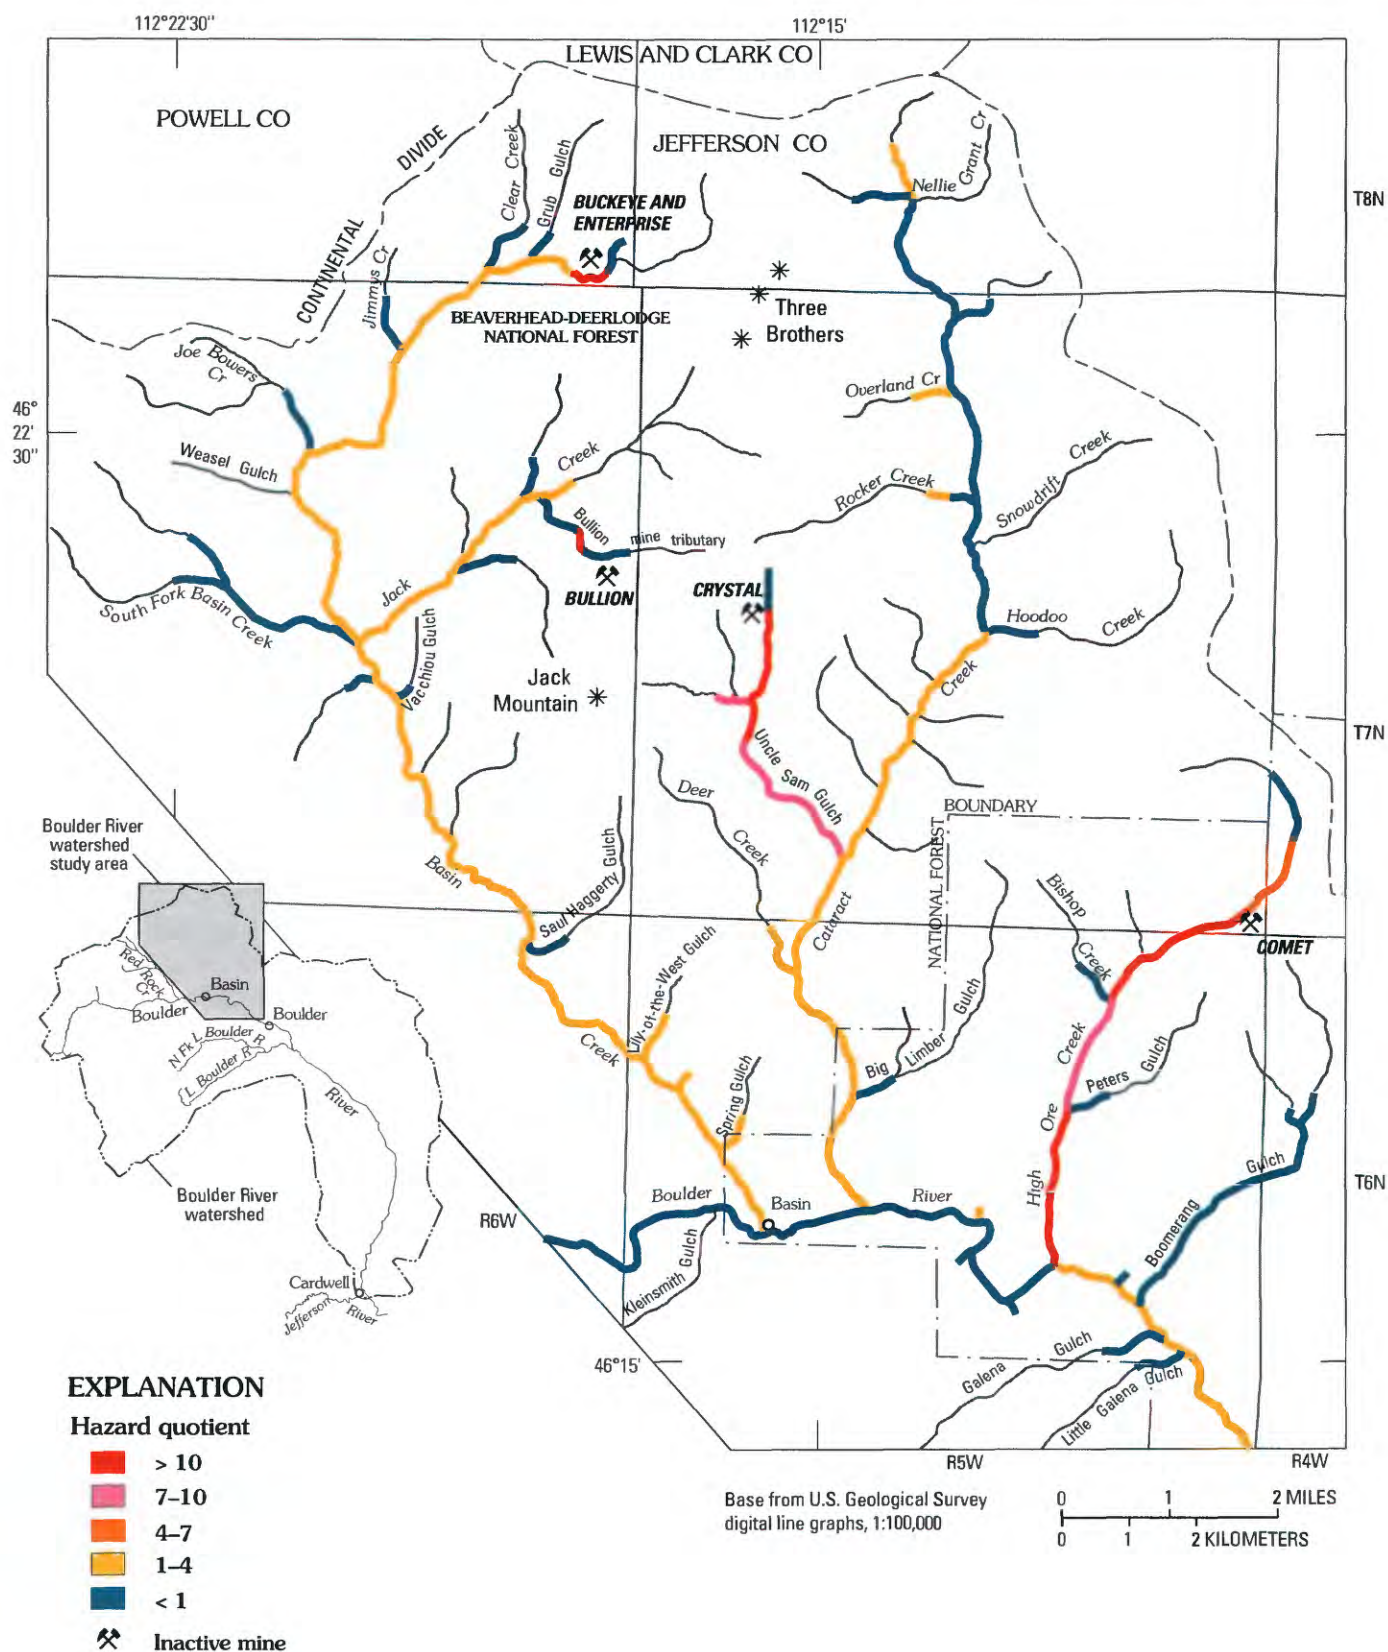 112°22'30"
112°15'
LEWIS AND CLARK CO
POWELL CO
JEFFERSON CO
CONTINENTAL
DIVIDE
Clear Creek
Grub Gulch
Nellie
Grant Cr
T8N
BUCKEYE AND
ENTERPRISE
Jimmys Cr
BEAVERHEAD-DEERLODGE
NATIONAL FOREST
Three
Brothers
Joe Bowers
Cr
Overland Cr
46°
22'
30"
Weasel Gulch
Creek
Rocker Creek
Snowdrift
Creek
Bullion
mine tributary
BULLION
CRYSTAL
Jack
South Fork Basin Creek
Hoodoo
Creek
Vacchiou Gulch
Jack
Mountain
Creek
T7N
Uncle Sam Gulch
Deer
Creek
NATIONAL FOREST
BOUNDARY
Boulder River
watershed
study area
Basin
Saul Haggerty Gulch
Cataract
Bishop
Creek
COMET
Lily-of-the-West Gulch
Creek
Big
Limber
Gulch
Creek
Peters
Gulch
Red Rock
Cr
Basin
Boulder
Boulder
N Fk L Boulder R
L Boulder R
River
Spring Gulch
Ore
High
Gulch
T6N
Boulder River
watershed
R6W
Boulder
Basin
River
Boomerang
Kleinsmith Gulch
Cardwell
Jefferson
River
46°15'
Galena
Gulch
Little Galena Gulch
R5W
R4W
EXPLANATION
Hazard quotient
> 10
7–10
4–7
1–4
< 1
Inactive mine
Base from U.S. Geological Survey
digital line graphs, 1:100,000
0 1 2 MILES
0 1 2 KILOMETERS